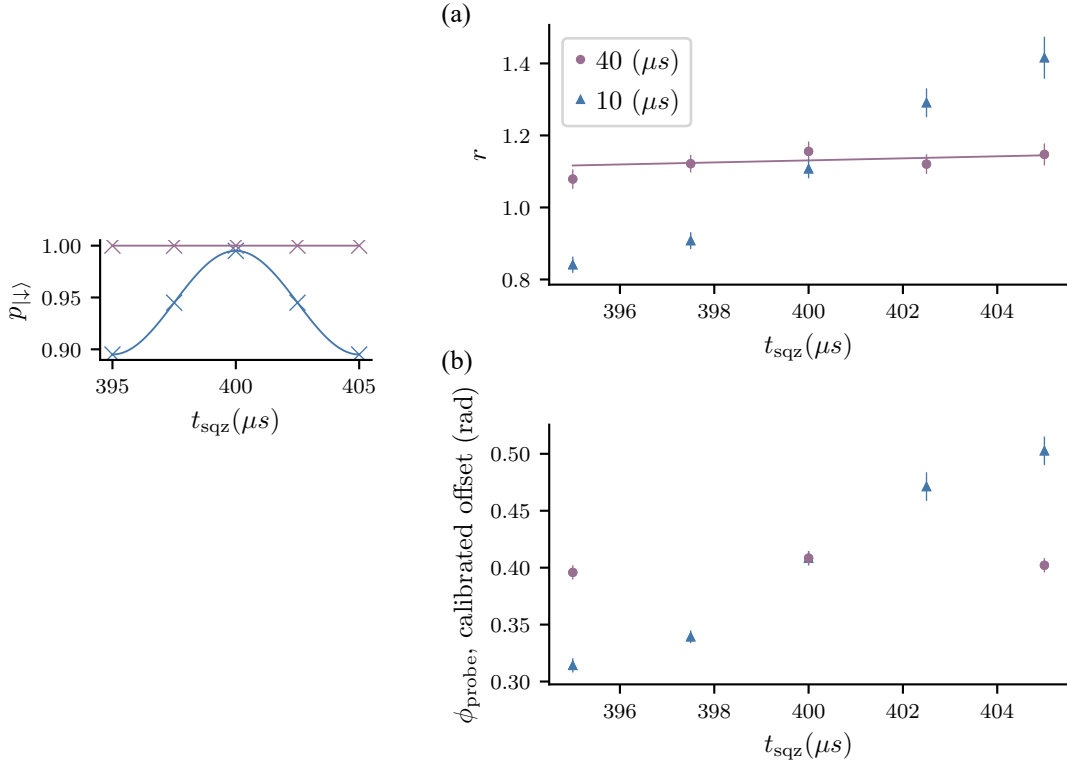 1.00
0.95
0.90
p|↓⟩
395
400
405
t_sqz(μs)
(a)
1.4
1.2
1.0
0.8
r
40 (μs)
10 (μs)
396
398
400
402
404
t_sqz(μs)
(b)
0.50
0.45
0.40
0.35
0.30
ϕ_probe, calibrated offset (rad)
396
398
400
402
404
t_sqz(μs)